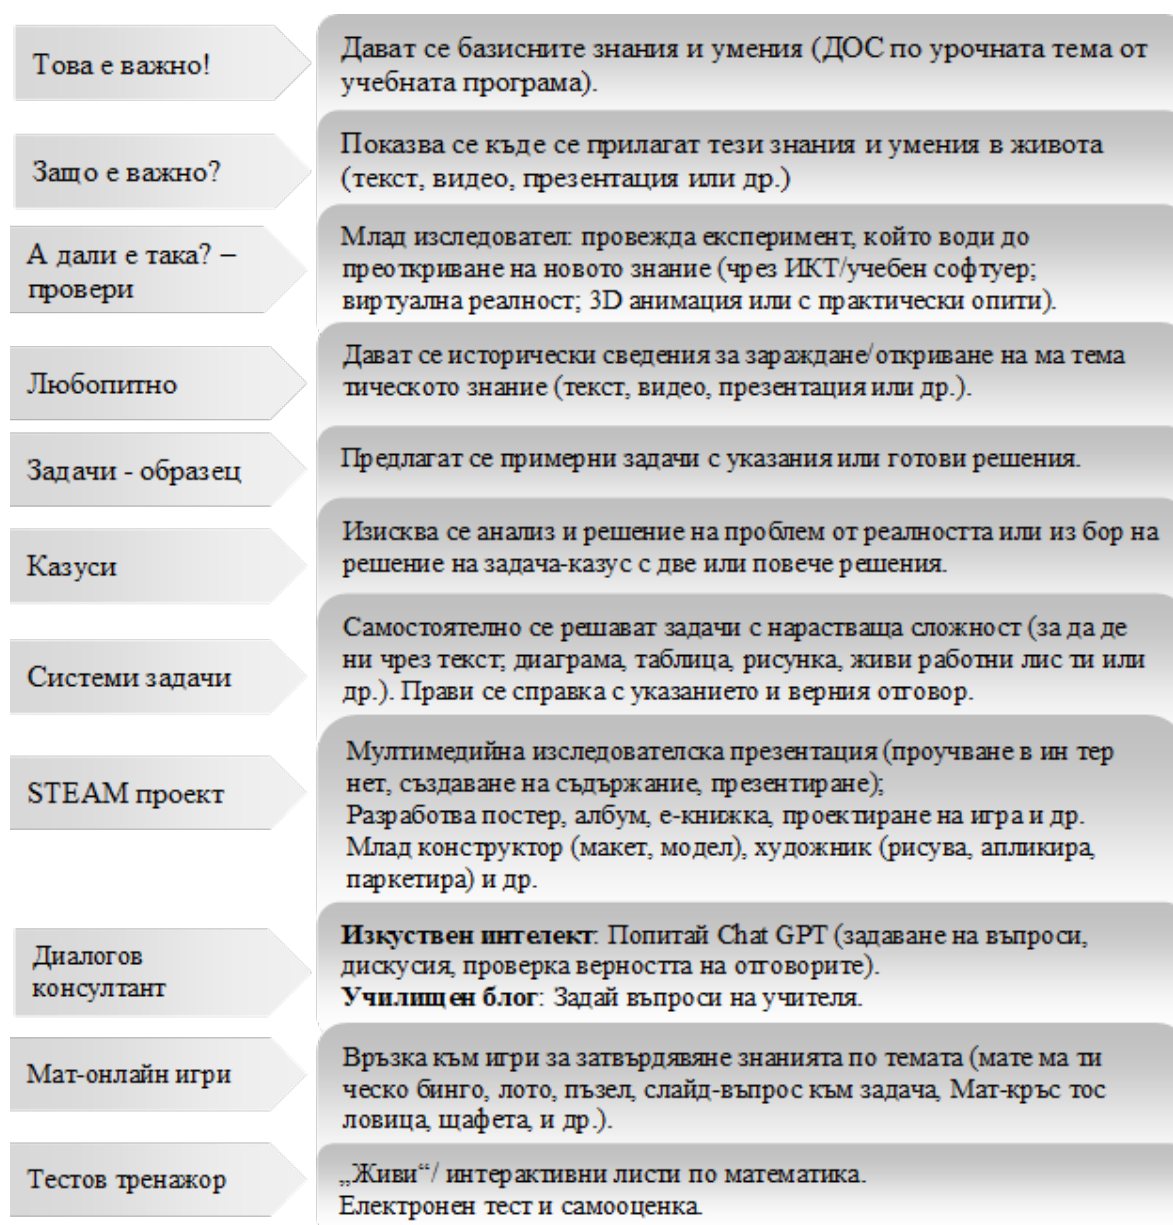 Това е важно!
Дават се базисните знания и умения (ДОС по урочната тема от
учебната програма).
Защо е важно?
Показва се къде се прилагат тези знания и умения в живота
(текст, видео, презентация или др.)
А дали е така? –
провери
Млад изследовател: провежда експеримент, който води до
преоткриване на новото знание (чрез ИКТ/учебен софтуер;
виртуална реалност; 3D анимация или с практически опити).
Любопитно
Дават се исторически сведения за зараждане/откриване на ма тема
тическото знание (текст, видео, презентация или др.).
Задачи - образец
Предлагат се примерни задачи с указания или готови решения.
Казуси
Изисква се анализ и решение на проблем от реалността или из бор на
решение на задача-казус с две или повече решения.
Системи задачи
Самостоятелно се решават задачи с нарастваща сложност (за да де
ни чрез текст; диаграма, таблица, рисунка, живи работни лис ти или
др.). Прави се справка с указанието и верния отговор.
STEAM проект
Мултимедийна изследователска презентация (проучване в ин тер
нет, създаване на съдържание, презентиране);
Разработва постер, албум, е-книжка, проектиране на игра и др.
Млад конструктор (макет, модел), художник (рисува, апликира,
паркетира) и др.
Диалогов
консултант
Изкуствен интелект: Попитай Chat GPT (задаване на въпроси,
дискусия, проверка верността на отговорите).
Училищен блог: Задай въпроси на учителя.
Мат-онлайн игри
Връзка към игри за затвърдяване знанията по темата (мате ма ти
ческо бинго, лото, пъзел, слайд-въпрос към задача, Мат-кръс тос
ловица, щафета, и др.).
Тестов тренажор
„Живи“/ интерактивни листи по математика.
Електронен тест и самооценка.